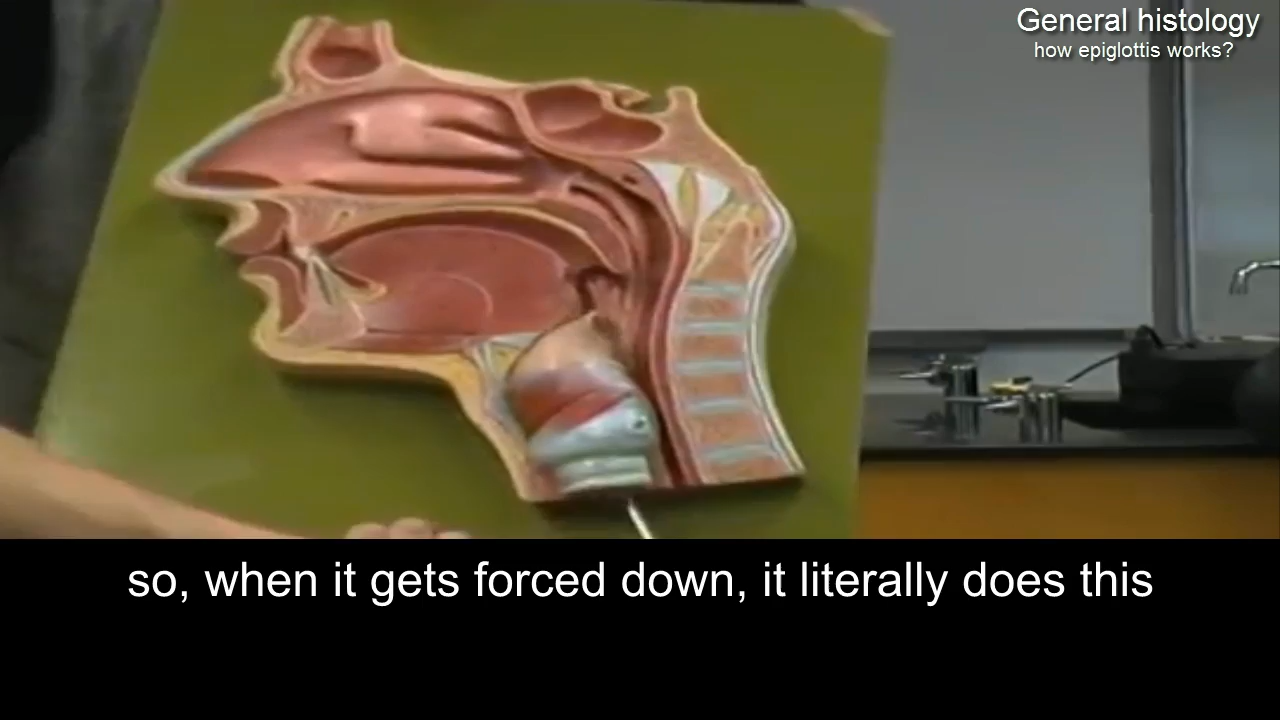 General histology
how epiglottis works?
so, when it gets forced down, it literally does this